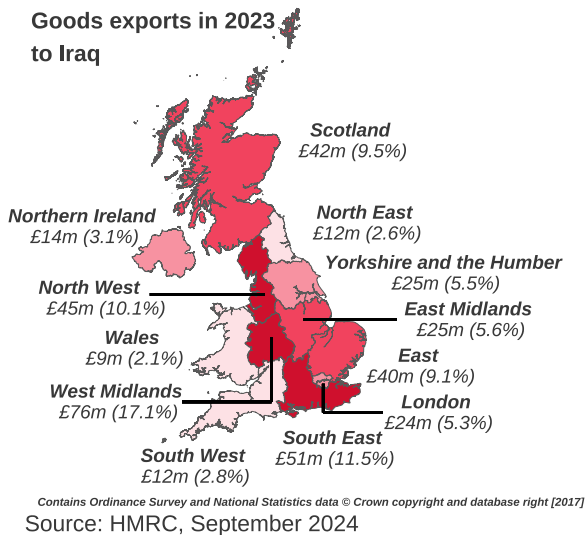 Goods exports in 2023
to Iraq
Scotland
£42m (9.5%)
Northern Ireland
£14m (3.1%)
North East
£12m (2.6%)
Yorkshire and the Humber
£25m (5.5%)
North West
£45m (10.1%)
East Midlands
£25m (5.6%)
Wales
£9m (2.1%)
East
£40m (9.1%)
West Midlands
£76m (17.1%)
London
£24m (5.3%)
South West
£12m (2.8%)
South East
£51m (11.5%)
Contains Ordinance Survey and National Statistics data © Crown copyright and database right [2017]
Source: HMRC, September 2024